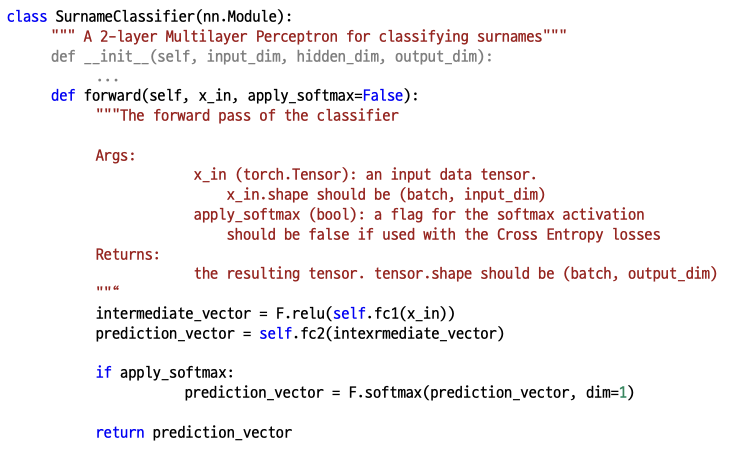 class SurnameClassifier(nn.Module):
""" A 2-layer Multilayer Perceptron for classifying surnames"""
def __init__(self, input_dim, hidden_dim, output_dim):
...
def forward(self, x_in, apply_softmax=False):
"""The forward pass of the classifier
Args:
x_in (torch.Tensor): an input data tensor.
x_in.shape should be (batch, input_dim)
apply_softmax (bool): a flag for the softmax activation
should be false if used with the Cross Entropy losses
Returns:
the resulting tensor. tensor.shape should be (batch, output_dim)
""“
intermediate_vector = F.relu(self.fc1(x_in))
prediction_vector = self.fc2(intexrmediate_vector)
if apply_softmax:
prediction_vector = F.softmax(prediction_vector, dim=1)
return prediction_vector